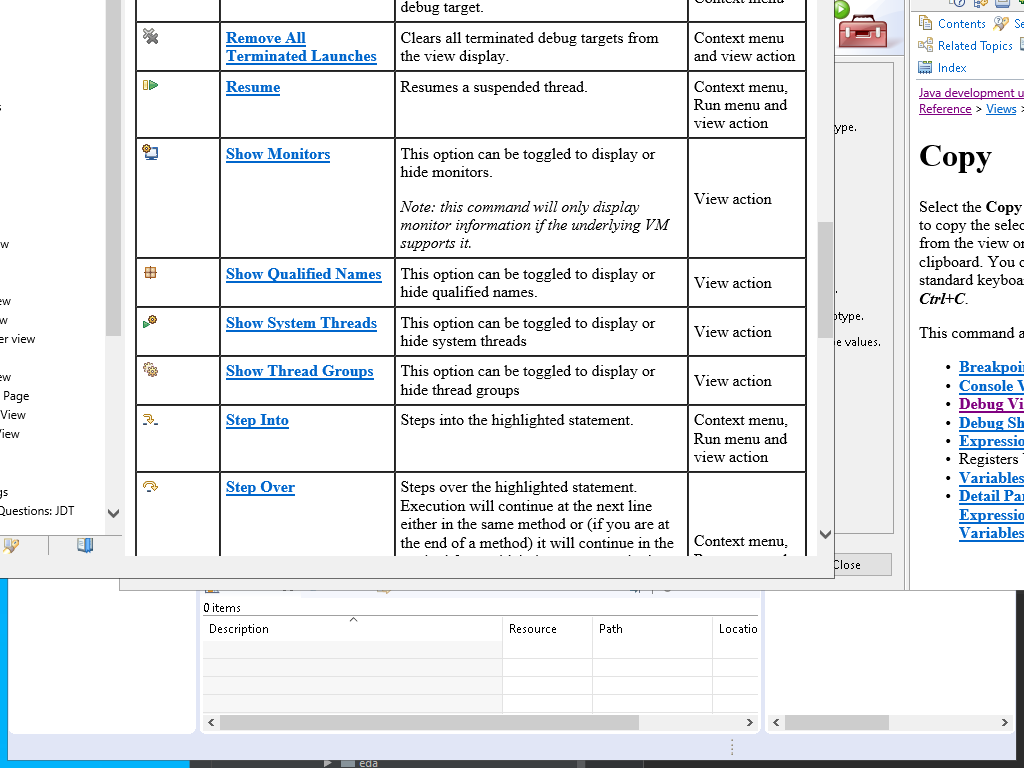 debug target.
Remove All
Terminated Launches
Clears all terminated debug targets from
the view display.
Context menu
and view action
Resume
Resumes a suspended thread.
Context menu,
Run menu and
view action
Show Monitors
This option can be toggled to display or
hide monitors.
Note: this command will only display
monitor information if the underlying VM
supports it.
View action
Show Qualified Names
This option can be toggled to display or
hide qualified names.
View action
Show System Threads
This option can be toggled to display or
hide system threads
View action
Show Thread Groups
This option can be toggled to display or
hide thread groups
View action
Step Into
Steps into the highlighted statement.
Context menu,
Run menu and
view action
Step Over
Steps over the highlighted statement.
Execution will continue at the next line
either in the same method or (if you are at
the end of a method) it will continue in the
Context menu,
er view
Page
View
View
Questions: JDT
ype.
otype.
e values.
Close
Contents
Se
Related Topics
Index
Java development u
Reference > Views >
Copy
Select the Copy
to copy the selec
from the view or
clipboard. You c
standard keyboar
Ctrl+C.
This command a
• Breakpoin
• Console V
• Debug Vi
• Debug Sh
• Expressio
• Registers
• Variables
• Detail Pa
Expressio
Variables
0 items
Description
Resource
Path
Locatio
eda